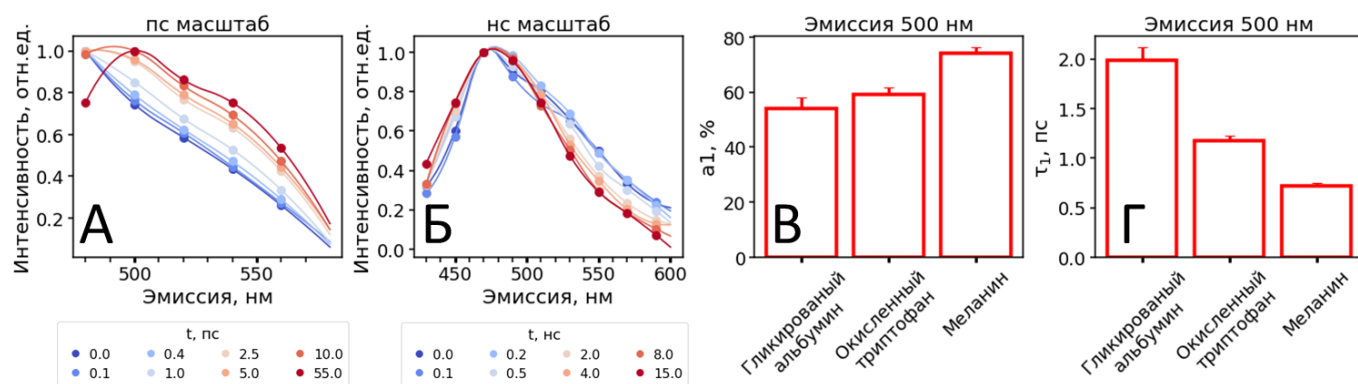 пс масштаб
Интенсивность, отн.ед.
1.0
0.8
0.6
0.4
0.2
А
500
550
Эмиссия, нм
t, пс
0.0
0.4
2.5
10.0
0.1
1.0
5.0
55.0
нс масштаб
Интенсивность, отн.ед.
1.0
0.8
0.6
0.4
0.2
0.0
Б
450
500
550
600
Эмиссия, нм
t, нс
0.0
0.2
2.0
8.0
0.1
0.5
4.0
15.0
Эмиссия 500 нм
a1, %
80
60
40
20
0
В
Гликированый
альбумин
Окисленный
триптофан
Меланин
Эмиссия 500 нм
τ1, пс
2.0
1.5
1.0
0.5
0.0
Г
Гликированый
альбумин
Окисленный
триптофан
Меланин